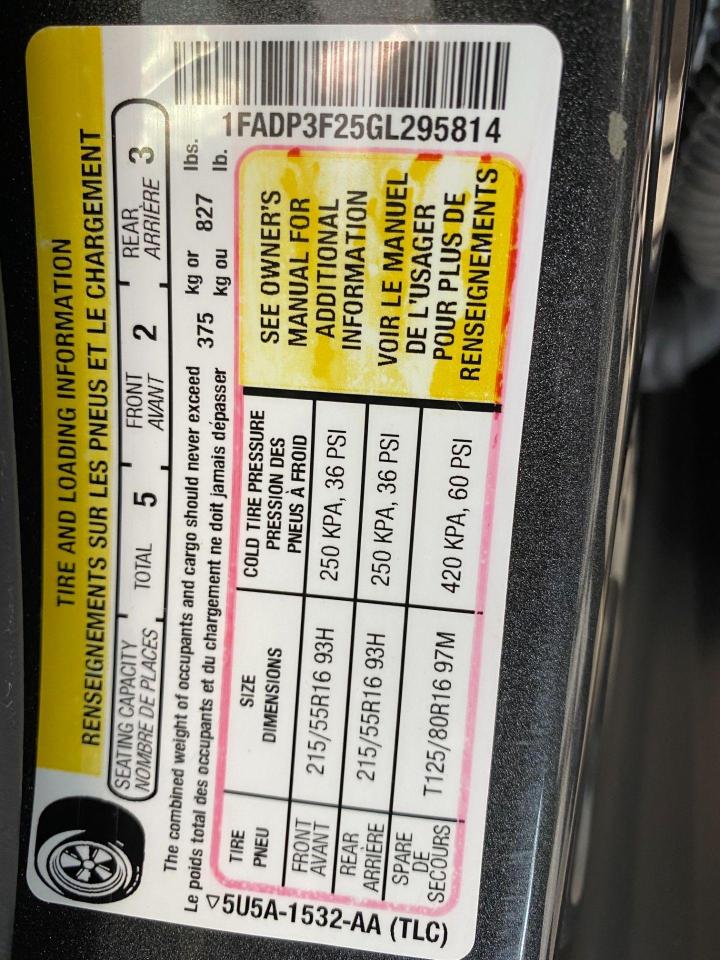 TIRE AND LOADING INFORMATION
RENSEIGNEMENTS SUR LES PNEUS ET LE CHARGEMENT
SEATING CAPACITY TOTAL 5 FRONT 2 REAR 3
NOMBRE DE PLACES AVANT ARRIÈRE
The combined weight of occupants and cargo should never exceed 375 kg or 827 lbs.
Le poids total des occupants et du chargement ne doit jamais dépasser kg ou lb.
1FADP3F25GL295814
TIRE SIZE COLD TIRE PRESSURE
PNEU DIMENSIONS PRESSION DES
PNEUS À FROID
FRONT
AVANT 215/55R16 93H 250 KPA, 36 PSI
REAR
ARRIÈRE 215/55R16 93H 250 KPA, 36 PSI
SPARE
DE
SECOURS T125/80R16 97M 420 KPA, 60 PSI
SEE OWNER'S
MANUAL FOR
ADDITIONAL
INFORMATION
VOIR LE MANUEL
DE L'USAGER
POUR PLUS DE
RENSEIGNEMENTS
5U5A-1532-AA (TLC)